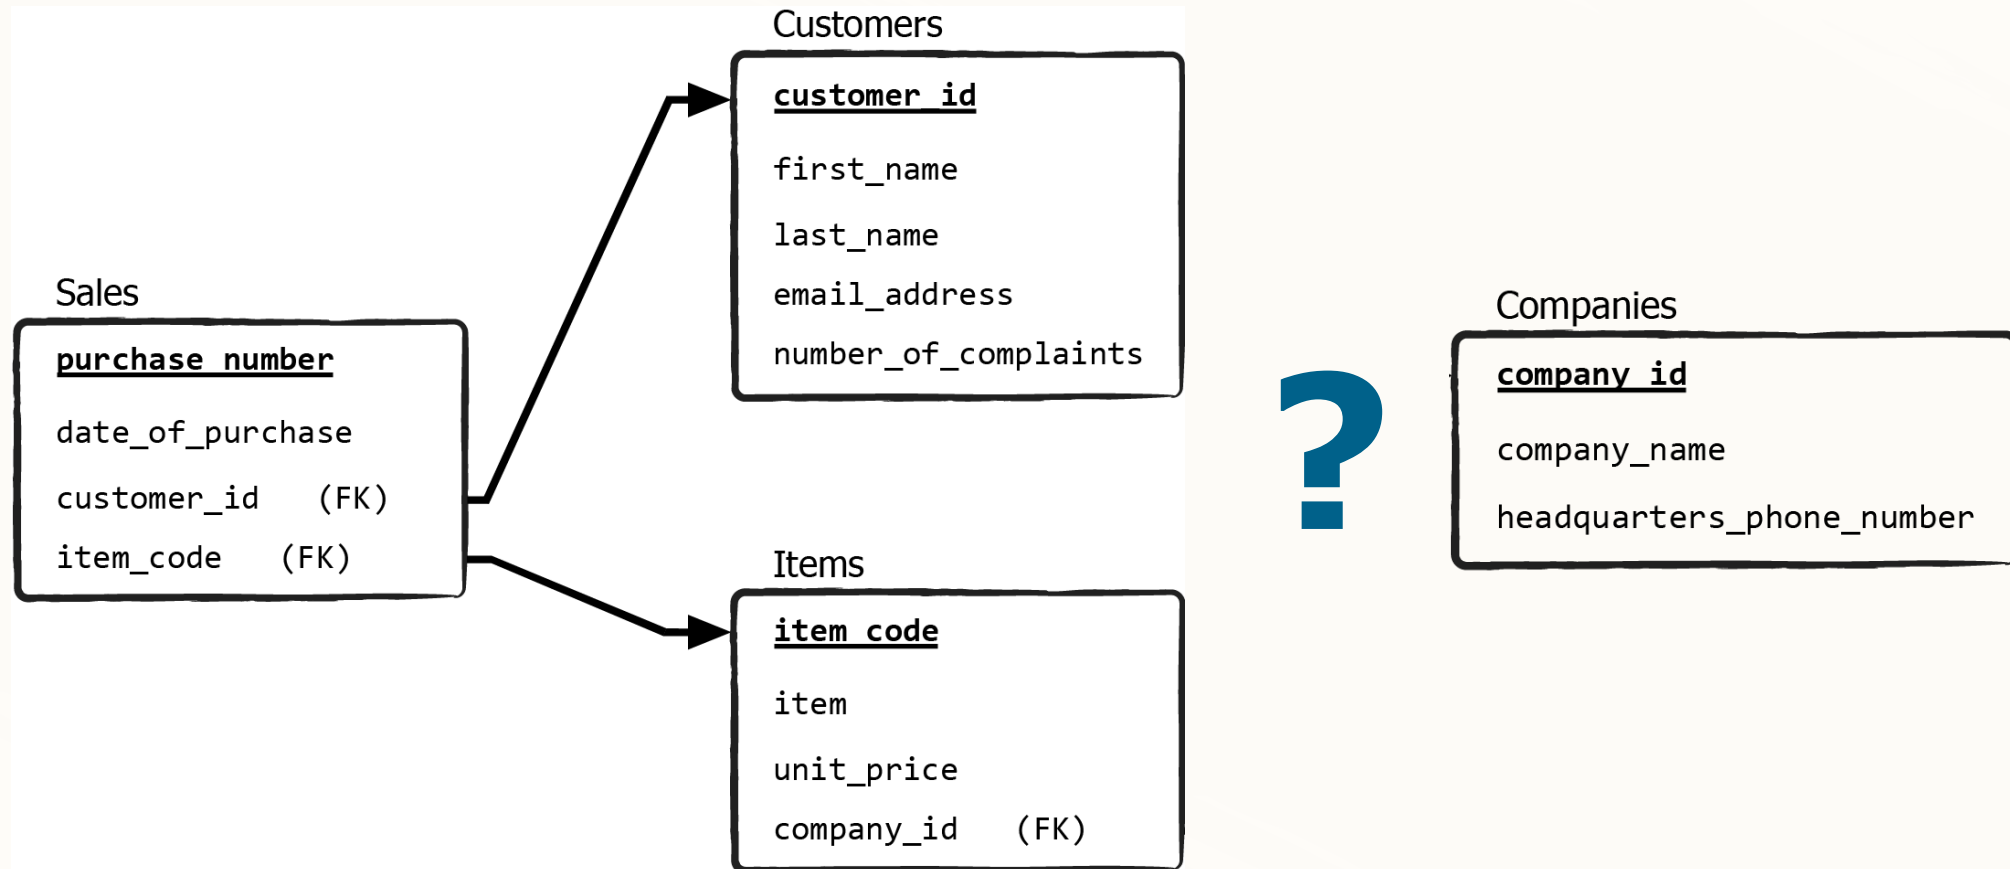 Customers
customer_id
first_name
last_name
email_address
number_of_complaints
Sales
purchase_number
date_of_purchase
customer_id (FK)
item_code (FK)
Items
item_code
item
unit_price
company_id (FK)
?
Companies
company_id
company_name
headquarters_phone_number